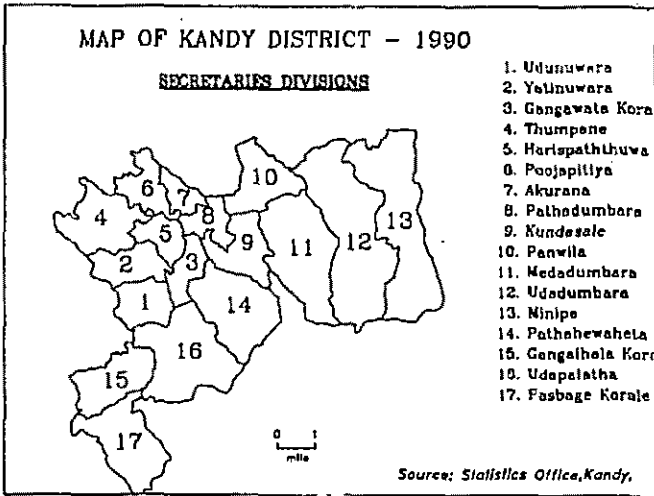 MAP OF KANDY DISTRICT - 1990
SECRETARIES DIVISIONS
1. Udunuwara
2. Yatinuwara
3. Gangawata Kora
4. Thumpane
5. Harispaththuwa
6. Poojapitiya
7. Akurana
8. Pathadumbara
9. Kundasale
10. Panwila
11. Medadumbara
12. Udadumbara
13. Minipe
14. Pathahewaheta
15. Gangaihala Kora
16. Udapalatha
17. Pasbage Korale
6
7
10
4
8
5
13
9
11
12
2
3
1
14
16
15
17
0 1
mile
Source: Statistics Office,Kandy.